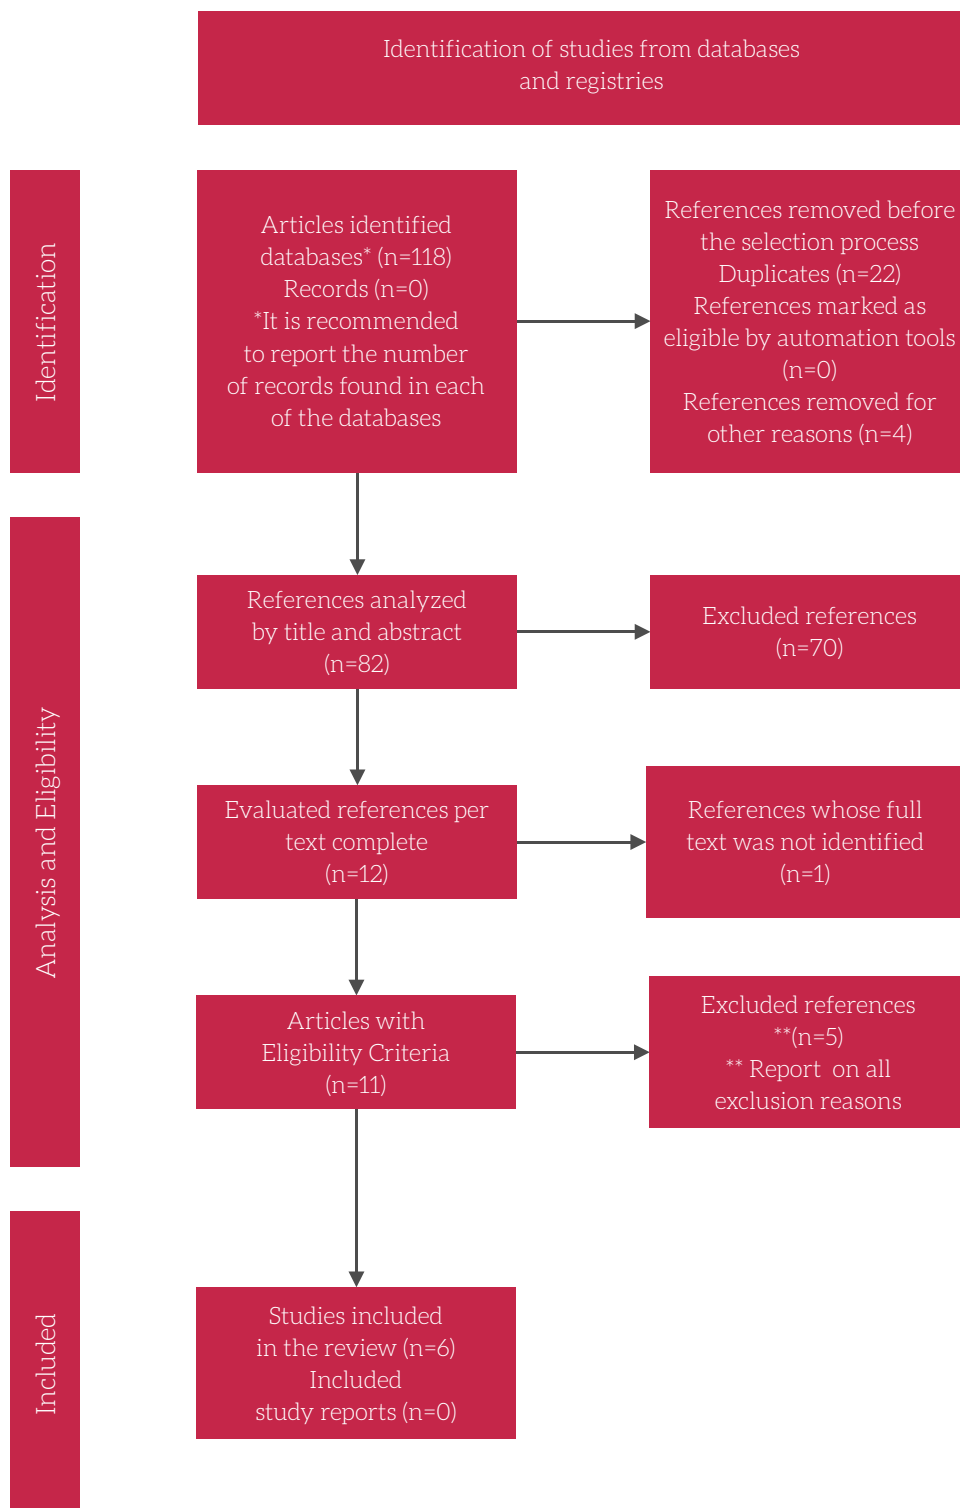 Identification of studies from databases
and registries
Identification
Articles identified
databases* (n=118)
Records (n=0)
*It is recommended
to report the number
of records found in each
of the databases
References removed before
the selection process
Duplicates (n=22)
References marked as
eligible by automation tools
(n=0)
References removed for
other reasons (n=4)
Analysis and Eligibility
References analyzed
by title and abstract
(n=82)
Excluded references
(n=70)
Evaluated references per
text complete
(n=12)
References whose full
text was not identified
(n=1)
Articles with
Eligibility Criteria
(n=11)
Excluded references
**(n=5)
** Report on all
exclusion reasons
Included
Studies included
in the review (n=6)
Included
study reports (n=0)